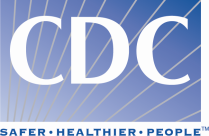 CDC
SAFER • HEALTHIER • PEOPLE™